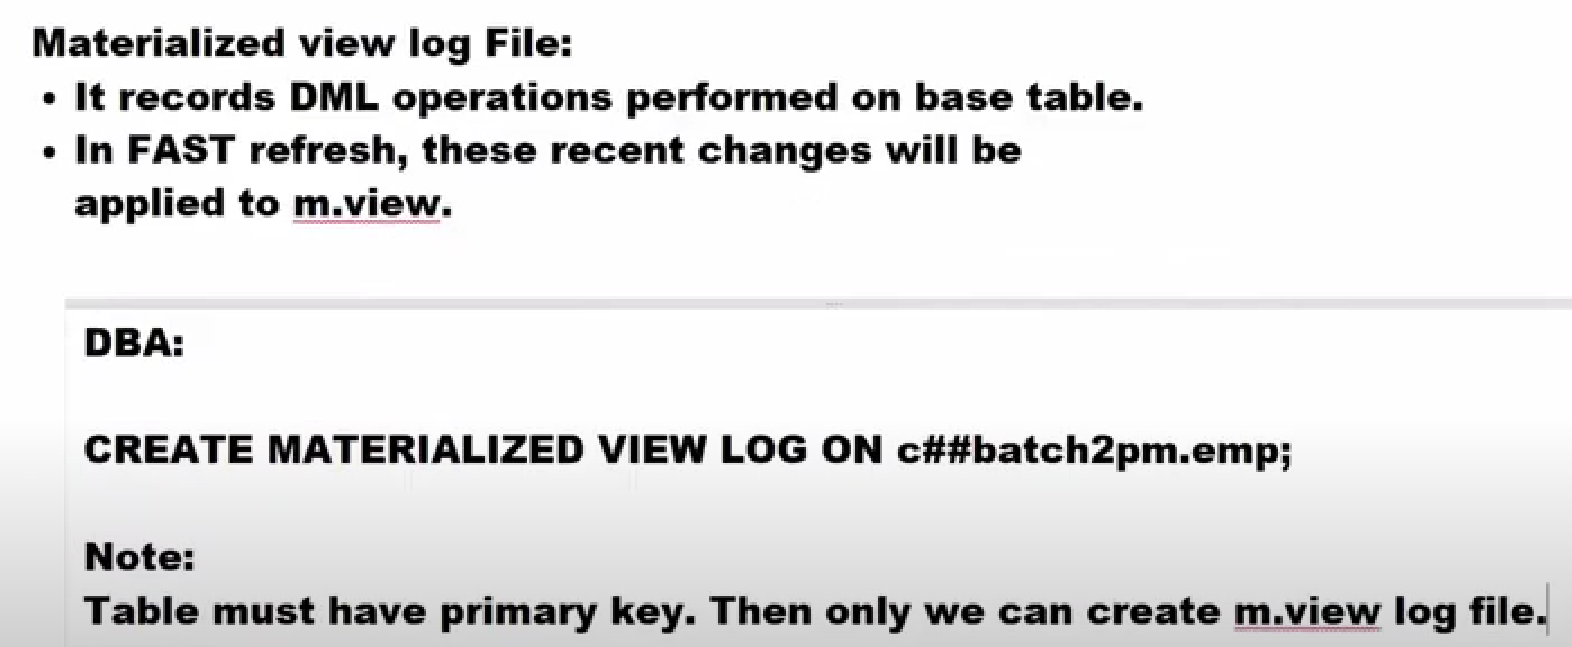 Materialized view log File:
• It records DML operations performed on base table.
• In FAST refresh, these recent changes will be
applied to m.view.
DBA:
CREATE MATERIALIZED VIEW LOG ON c##batch2pm.emp;
Note:
Table must have primary key. Then only we can create m.view log file.